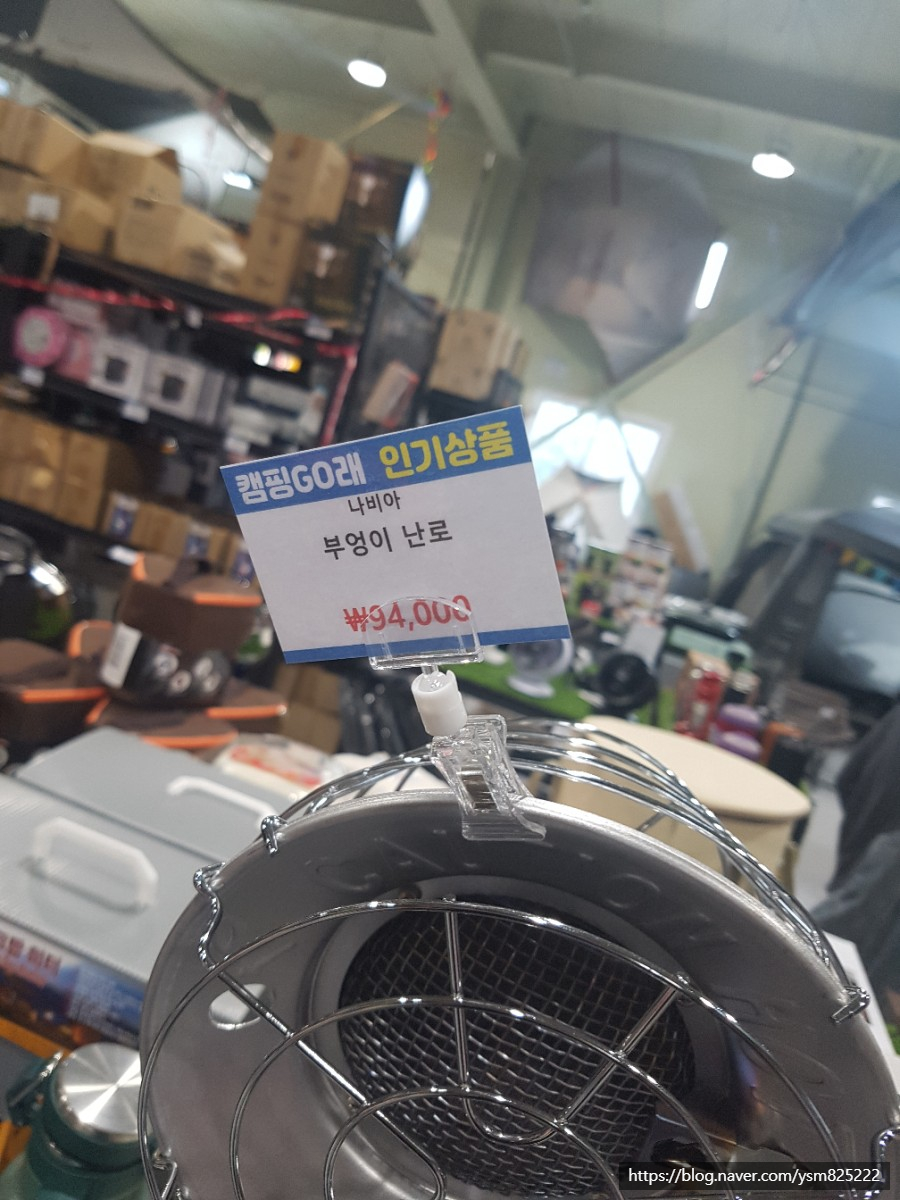 캠핑GO래 인기상품
나비아
부엉이 난로
₩94,000
https://blog.naver.com/ysm825222